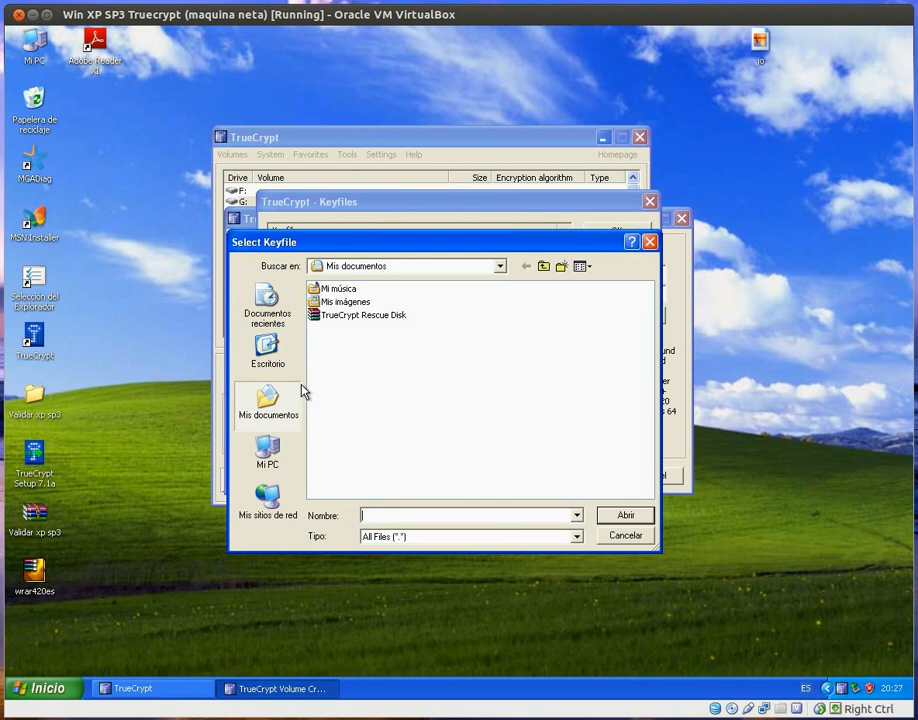 Win XP SP3 Truecrypt (maquina neta) [Running] - Oracle VM VirtualBox
Mi PC
Adobe Reader XI
jo
Papelera de reciclaje
MGADiag
MSN Installer
Selección del Explorador
TrueCrypt
Validar xp sp3
TrueCrypt Setup 7.1a
Validar xp sp3
wrar420es
TrueCrypt
Volumes System Favorites Tools Settings Help Homepage
Drive Volume Size Encryption algorithm Type
F:
G:
TrueCrypt - Keyfiles
Select Keyfile
Buscar en: Mis documentos
Documentos recientes
Escritorio
Mis documentos
Mi PC
Mis sitios de red
Mi música
Mis imágenes
TrueCrypt Rescue Disk
Nombre:
Abrir
Tipo: All Files (*.*)
Cancelar
Inicio
TrueCrypt
TrueCrypt Volume Cr...
ES
20:27
Right Ctrl